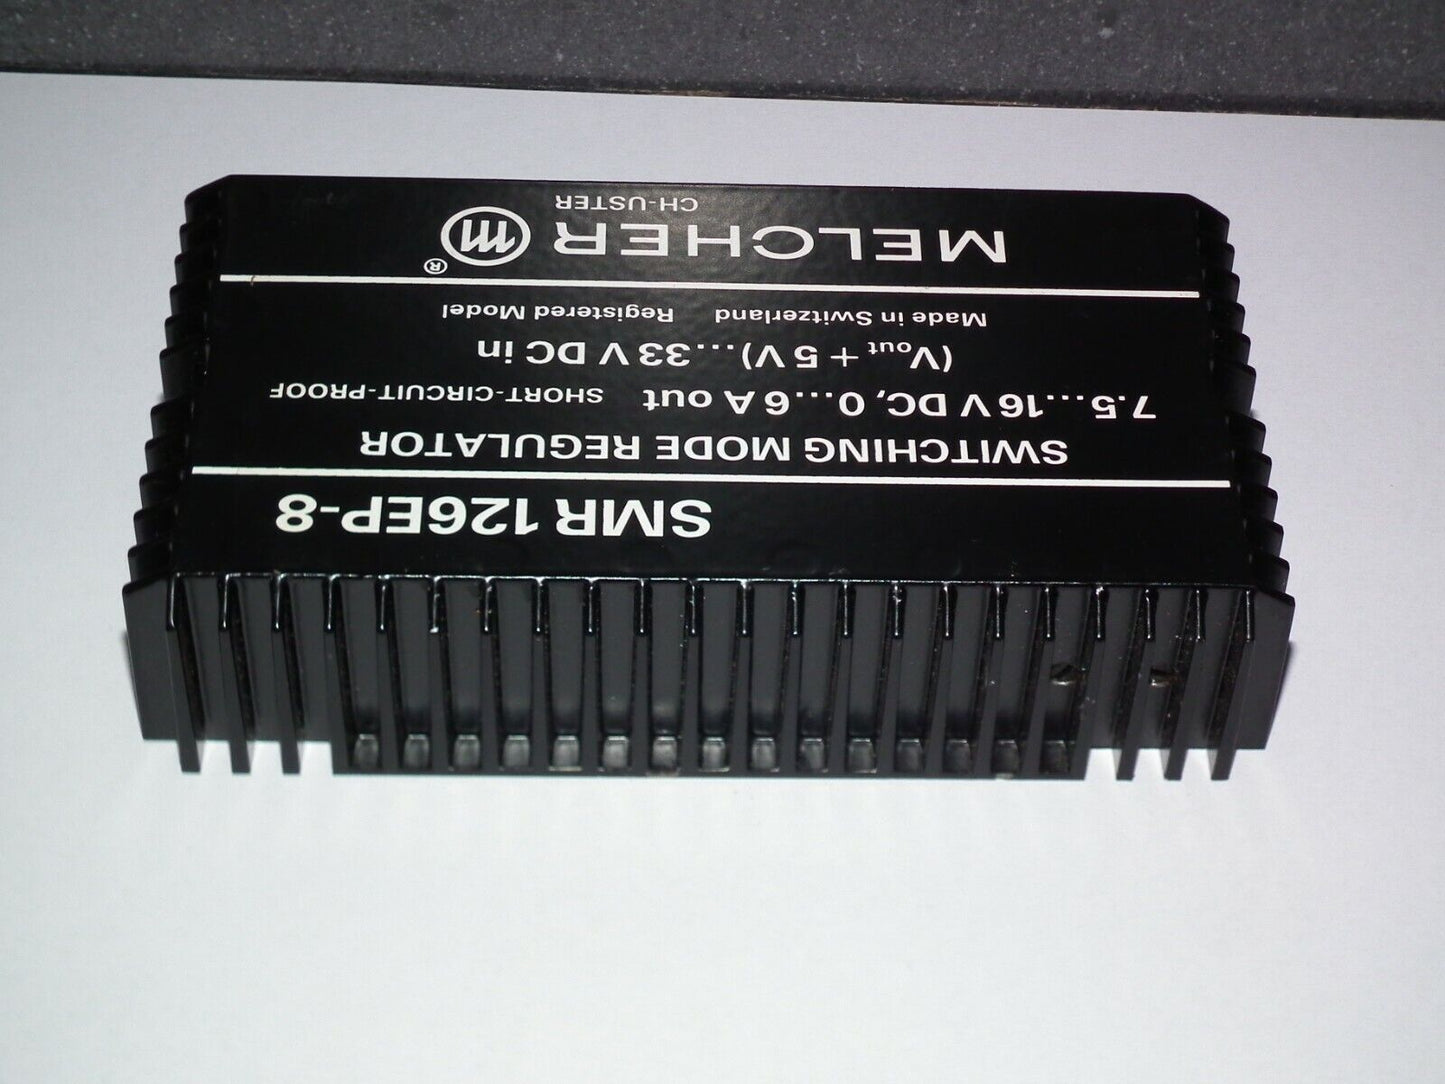 SMR 126EP-8
SWITCHING MODE REGULATOR
7.5...16 V DC, 0...6 A out SHORT-CIRCUIT-PROOF
(Vout + 5 V)...33 V DC in
Made in Switzerland Registered Model
MELCHER m ®
CH-USTER